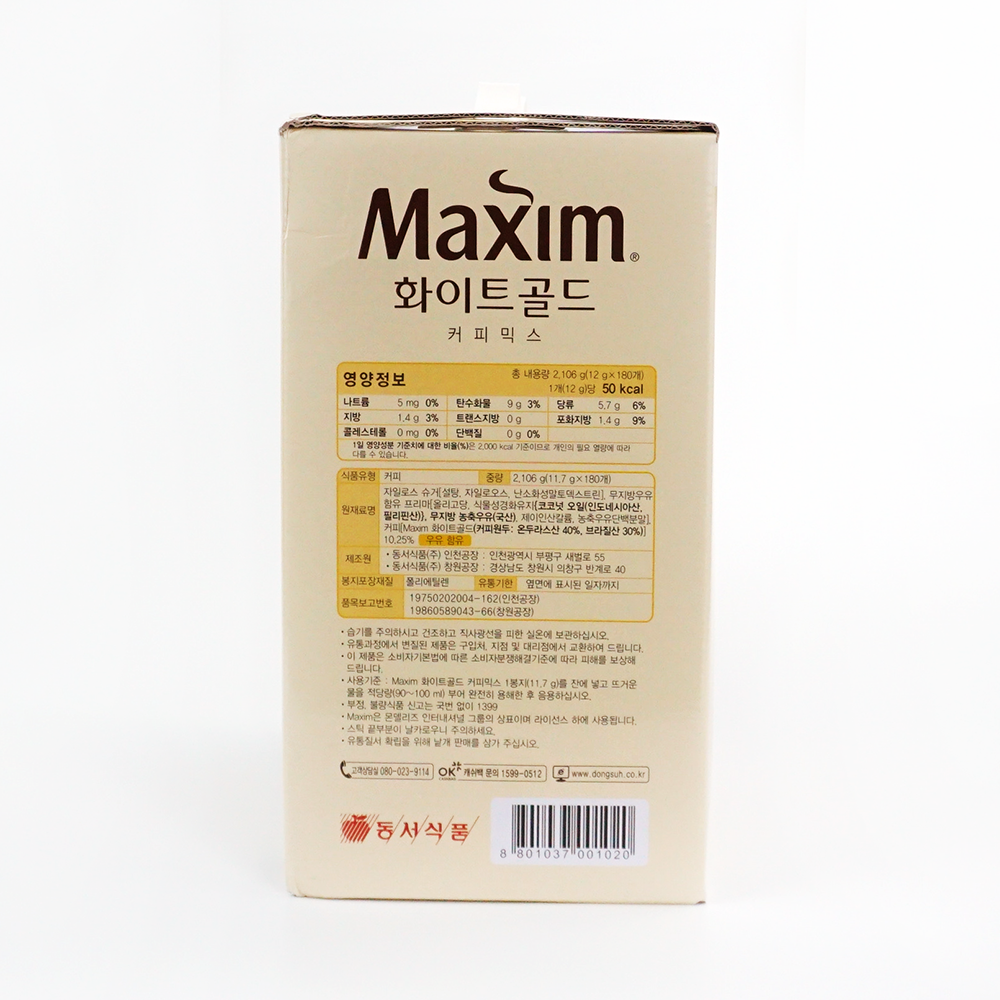 Maxim®
화이트골드
커피믹스
영양정보
총 내용량 2,106 g(12 g×180개)
1개(12 g)당 50 kcal
나트륨 5 mg 0% 탄수화물 9 g 3% 당류 5.7 g 6%
지방 1.4 g 3% 트랜스지방 0 g 포화지방 1.4 g 9%
콜레스테롤 0 mg 0% 단백질 0 g 0%
1일 영양성분 기준치에 대한 비율(%)은 2,000 kcal 기준이므로 개인의 필요 열량에 따라
다를 수 있습니다.
식품유형 커피 중량 2,106 g(11.7 g×180개)
원재료명 자일로스 슈거[설탕, 자일로오스, 난소화성말토덱스트린], 무지방우유
함유 프리마[올리고당, 식물성경화유지{코코넛 오일(인도네시아산,
필리핀산)}, 무지방 농축우유(국산), 제이인산칼륨, 농축우유단백분말],
커피[Maxim 화이트골드(커피원두: 온두라스산 40%, 브라질산 30%)]
10.25% 우유 함유
제조원 • 동서식품(주) 인천공장 : 인천광역시 부평구 새벌로 55
• 동서식품(주) 창원공장 : 경상남도 창원시 의창구 반계로 40
봉지포장재질 폴리에틸렌 유통기한 옆면에 표시된 일자까지
품목보고번호 19750202004-162(인천공장)
19860589043-66(창원공장)
• 습기를 주의하시고 건조하고 직사광선을 피한 실온에 보관하십시오.
• 유통과정에서 변질된 제품은 구입처, 지점 및 대리점에서 교환하여 드립니다.
• 이 제품은 소비자기본법에 따른 소비자분쟁해결기준에 따라 피해를 보상해
드립니다.
• 사용기준 : Maxim 화이트골드 커피믹스 1봉지(11.7 g)를 잔에 넣고 뜨거운
물을 적당량(90~100 ml) 부어 완전히 용해한 후 음용하십시오.
• 부정, 불량식품 신고는 국번 없이 1399
• Maxim은 몬델리즈 인터내셔널 그룹의 상표이며 라이선스 하에 사용됩니다.
• 스틱 끝부분이 날카로우니 주의하세요.
• 유통질서 확립을 위해 낱개 판매를 삼가 주십시오.
고객상담실 080-023-9114 OK 캐쉬백 문의 1599-0512 www.dongsuh.co.kr
동서식품
8 801037 001020